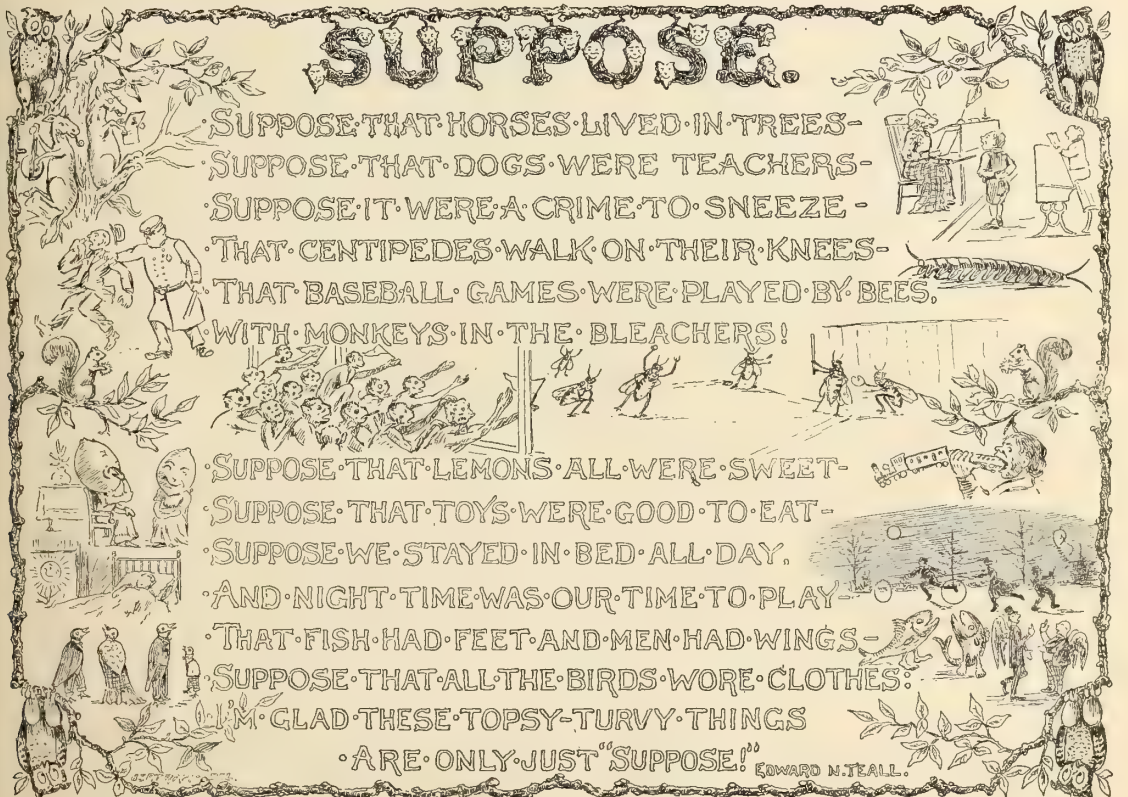 SUPPOSE.
SUPPOSE·THAT·HORSES·LIVED·IN·TREES-
SUPPOSE·THAT·DOGS·WERE TEACHERS-
SUPPOSE·IT·WERE·A·CRIME·TO·SNEEZE-
·THAT·CENTIPEDES·WALK·ON·THEIR·KNEES-
·THAT·BASEBALL·GAMES·WERE·PLAYED·BY·BEES,
·WITH·MONKEYS·IN·THE·BLEACHERS!
·SUPPOSE·THAT·LEMONS·ALL·WERE·SWEET-
SUPPOSE·THAT·TOYS·WERE·GOOD·TO·EAT-
SUPPOSE·WE·STAYED·IN·BED·ALL·DAY,
·AND·NIGHT·TIME·WAS·OUR·TIME·TO·PLAY-
·THAT·FISH·HAD·FEET·AND·MEN·HAD·WINGS-
·SUPPOSE·THAT·ALL·THE·BIRDS·WORE·CLOTHES:
I'M·GLAD·THESE·TOPSY-TURVY·THINGS
·ARE·ONLY·JUST "SUPPOSE!"
EDWARD N. TEALL.